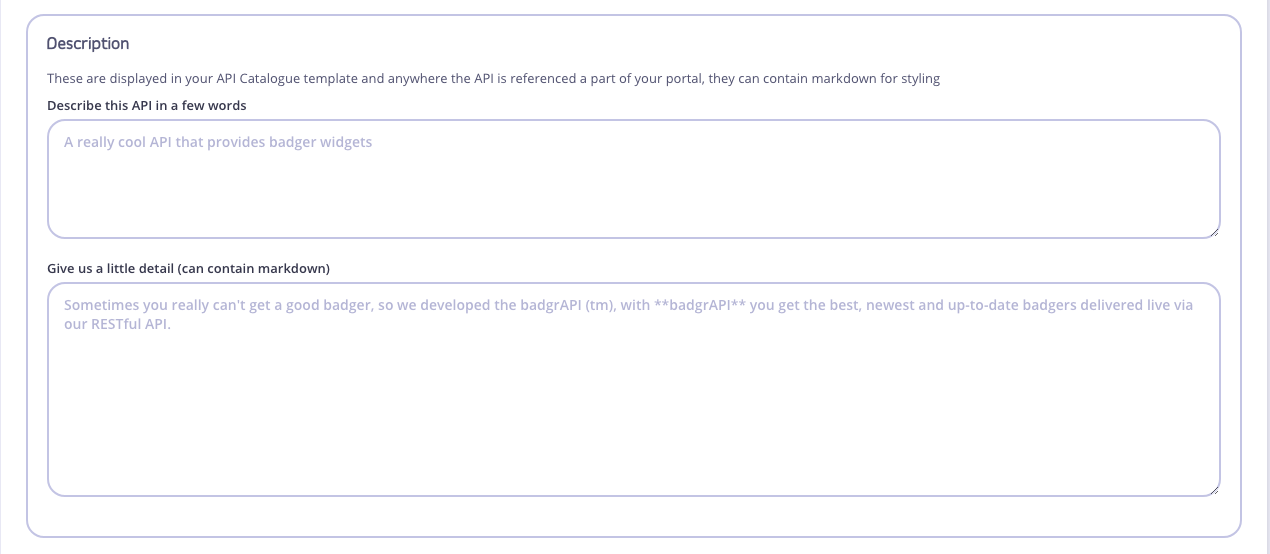 Description
These are displayed in your API Catalogue template and anywhere the API is referenced a part of your portal, they can contain markdown for styling
Describe this API in a few words
A really cool API that provides badger widgets
Give us a little detail (can contain markdown)
Sometimes you really can't get a good badger, so we developed the badgrAPI (tm), with **badgrAPI** you get the best, newest and up-to-date badgers delivered live via
our RESTful API.